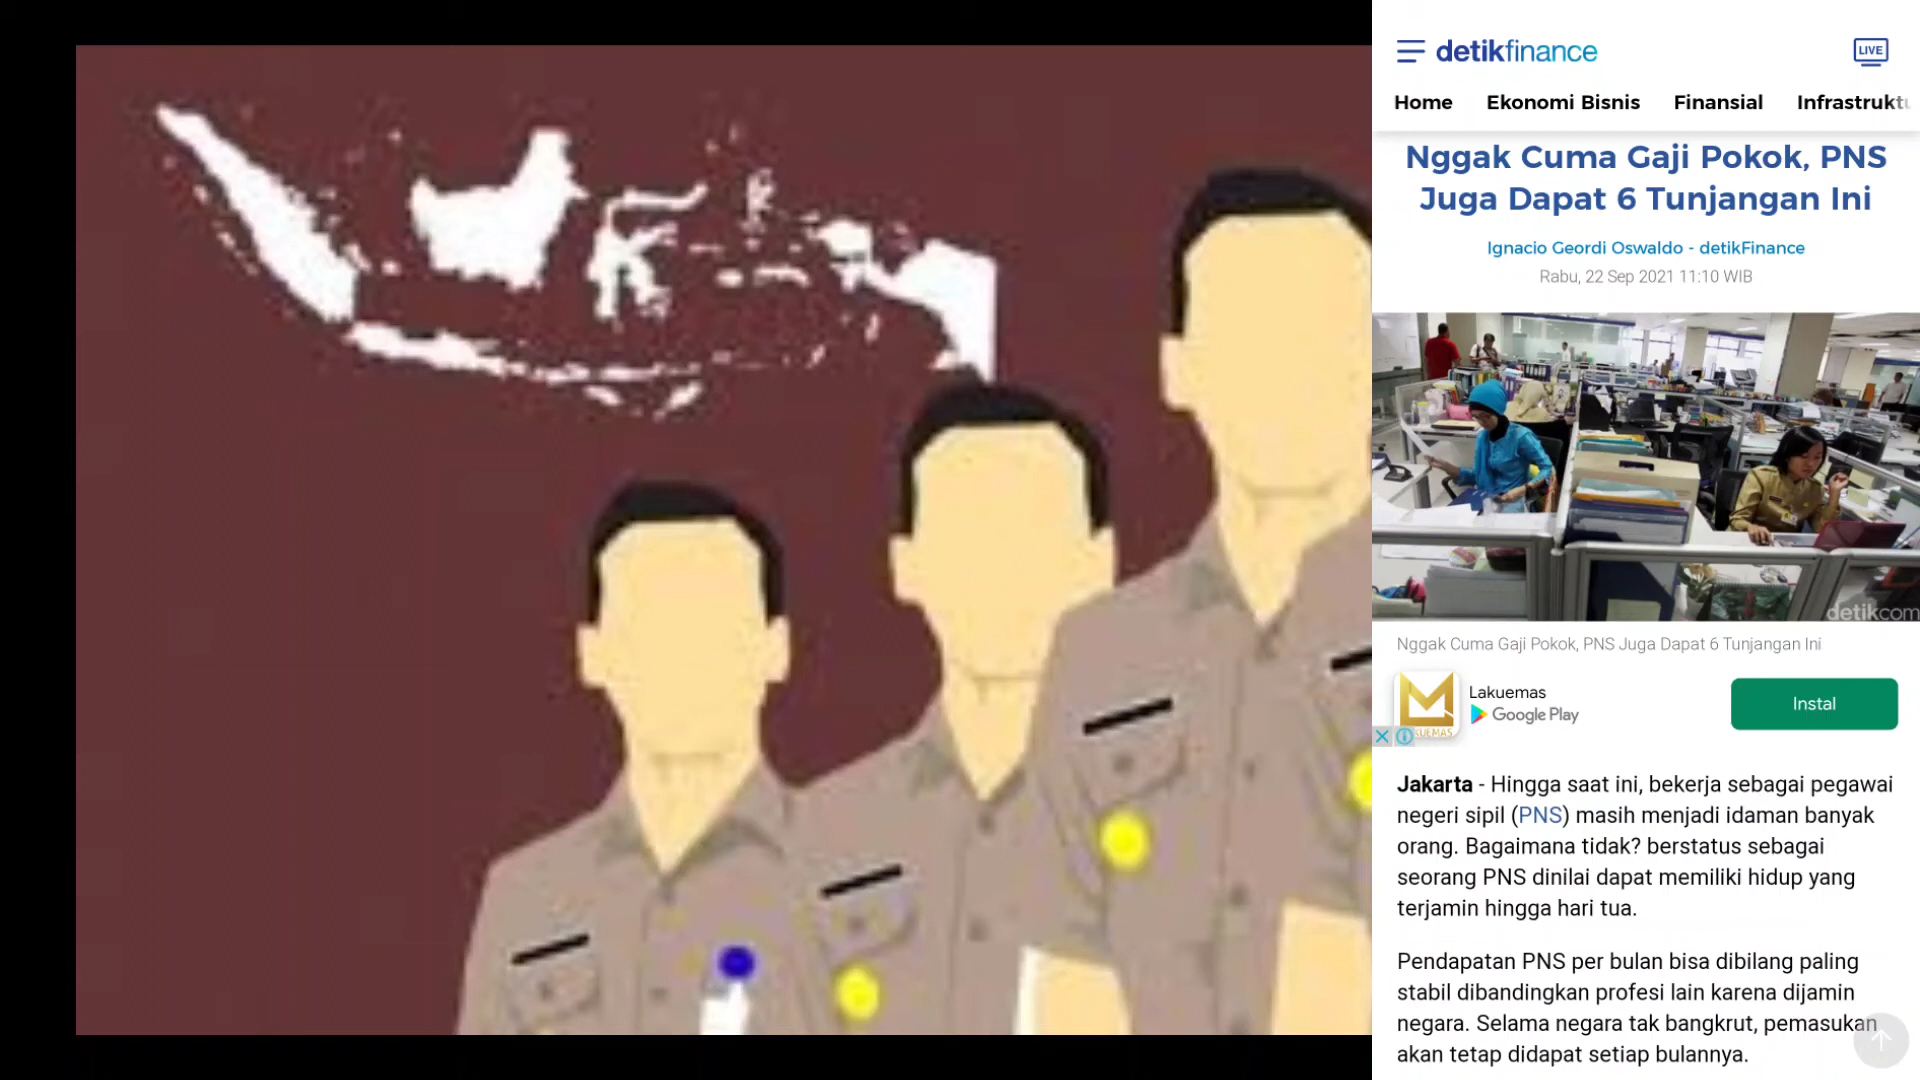 detikfinance
LIVE
Home Ekonomi Bisnis Finansial Infrastruktu
Nggak Cuma Gaji Pokok, PNS
Juga Dapat 6 Tunjangan Ini
Ignacio Geordi Oswaldo - detikFinance
Rabu, 22 Sep 2021 11:10 WIB
detikcom
Nggak Cuma Gaji Pokok, PNS Juga Dapat 6 Tunjangan Ini
Lakuemas
Google Play
Instal
Jakarta - Hingga saat ini, bekerja sebagai pegawai
negeri sipil (PNS) masih menjadi idaman banyak
orang. Bagaimana tidak? berstatus sebagai
seorang PNS dinilai dapat memiliki hidup yang
terjamin hingga hari tua.
Pendapatan PNS per bulan bisa dibilang paling
stabil dibandingkan profesi lain karena dijamin
negara. Selama negara tak bangkrut, pemasukan
akan tetap didapat setiap bulannya.